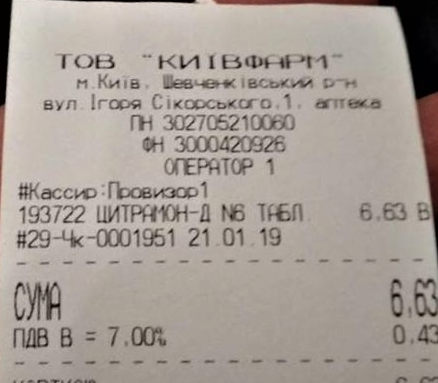 ТОВ "КИЇВФАРМ"
м.Київ, Шевченківський р-н
вул.Ігоря Сікорського,1, аптека
ПН 302705210060
ФН 3000420926
ОПЕРАТОР 1
#Кассир:Провизор1
193722 ЦИТРАМОН-Д N6 ТАБЛ. 6.63 В
#29-Чк-0001951 21.01.19
СУМА 6.63
ПДВ В = 7.00% 0.43